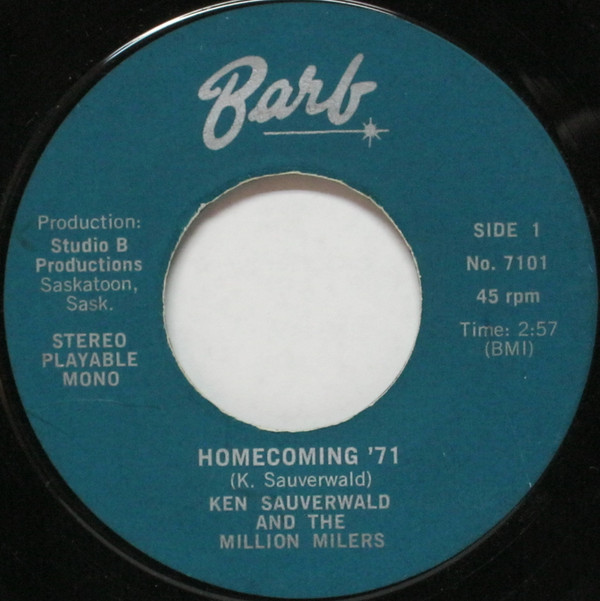 Barb
Production:
Studio B
Productions
Saskatoon,
Sask.
STEREO
PLAYABLE
MONO
SIDE 1
No. 7101
45 rpm
Time: 2:57
(BMI)
HOMECOMING '71
(K. Sauverwald)
KEN SAUVERWALD
AND THE
MILLION MILERS